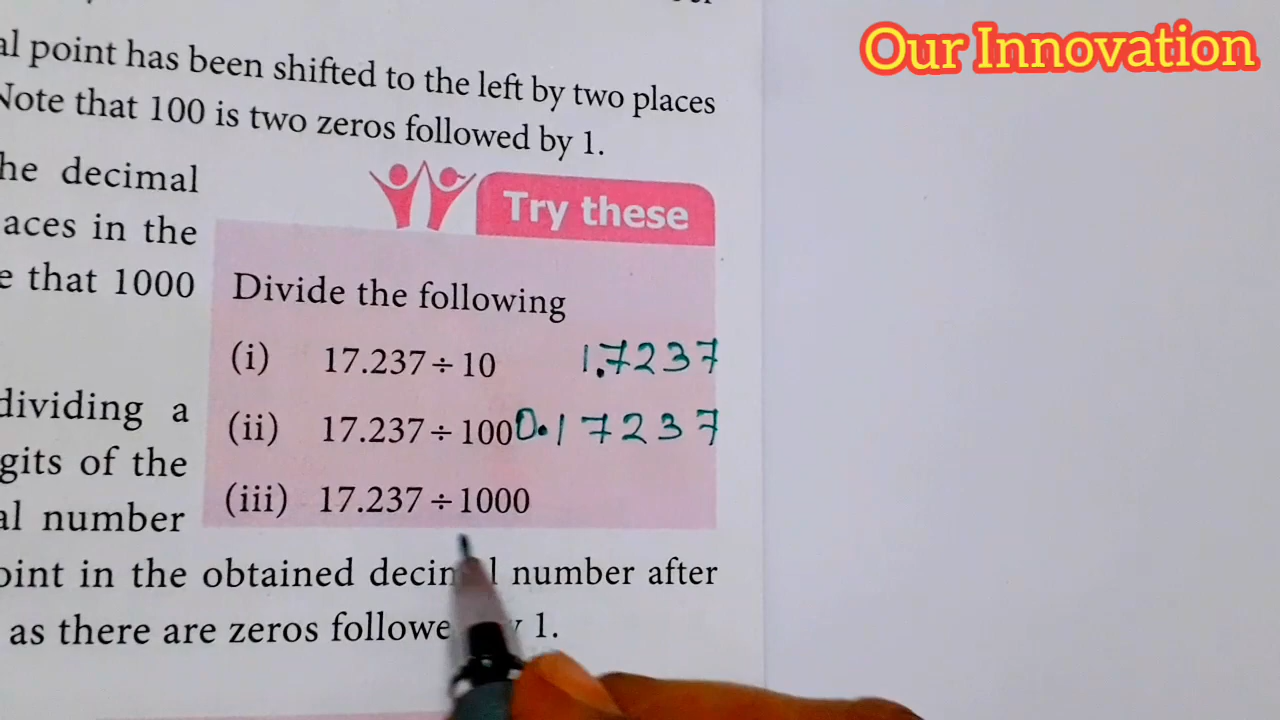 Our Innovation
al point has been shifted to the left by two places
Note that 100 is two zeros followed by 1.
he decimal
aces in the
e that 1000
Try these
Divide the following
(i) 17.237 ÷ 10 1.7237
(ii) 17.237 ÷ 100 0.17237
(iii) 17.237 ÷ 1000
dividing a
gits of the
al number
oint in the obtained decimal number after
as there are zeros followed by 1.